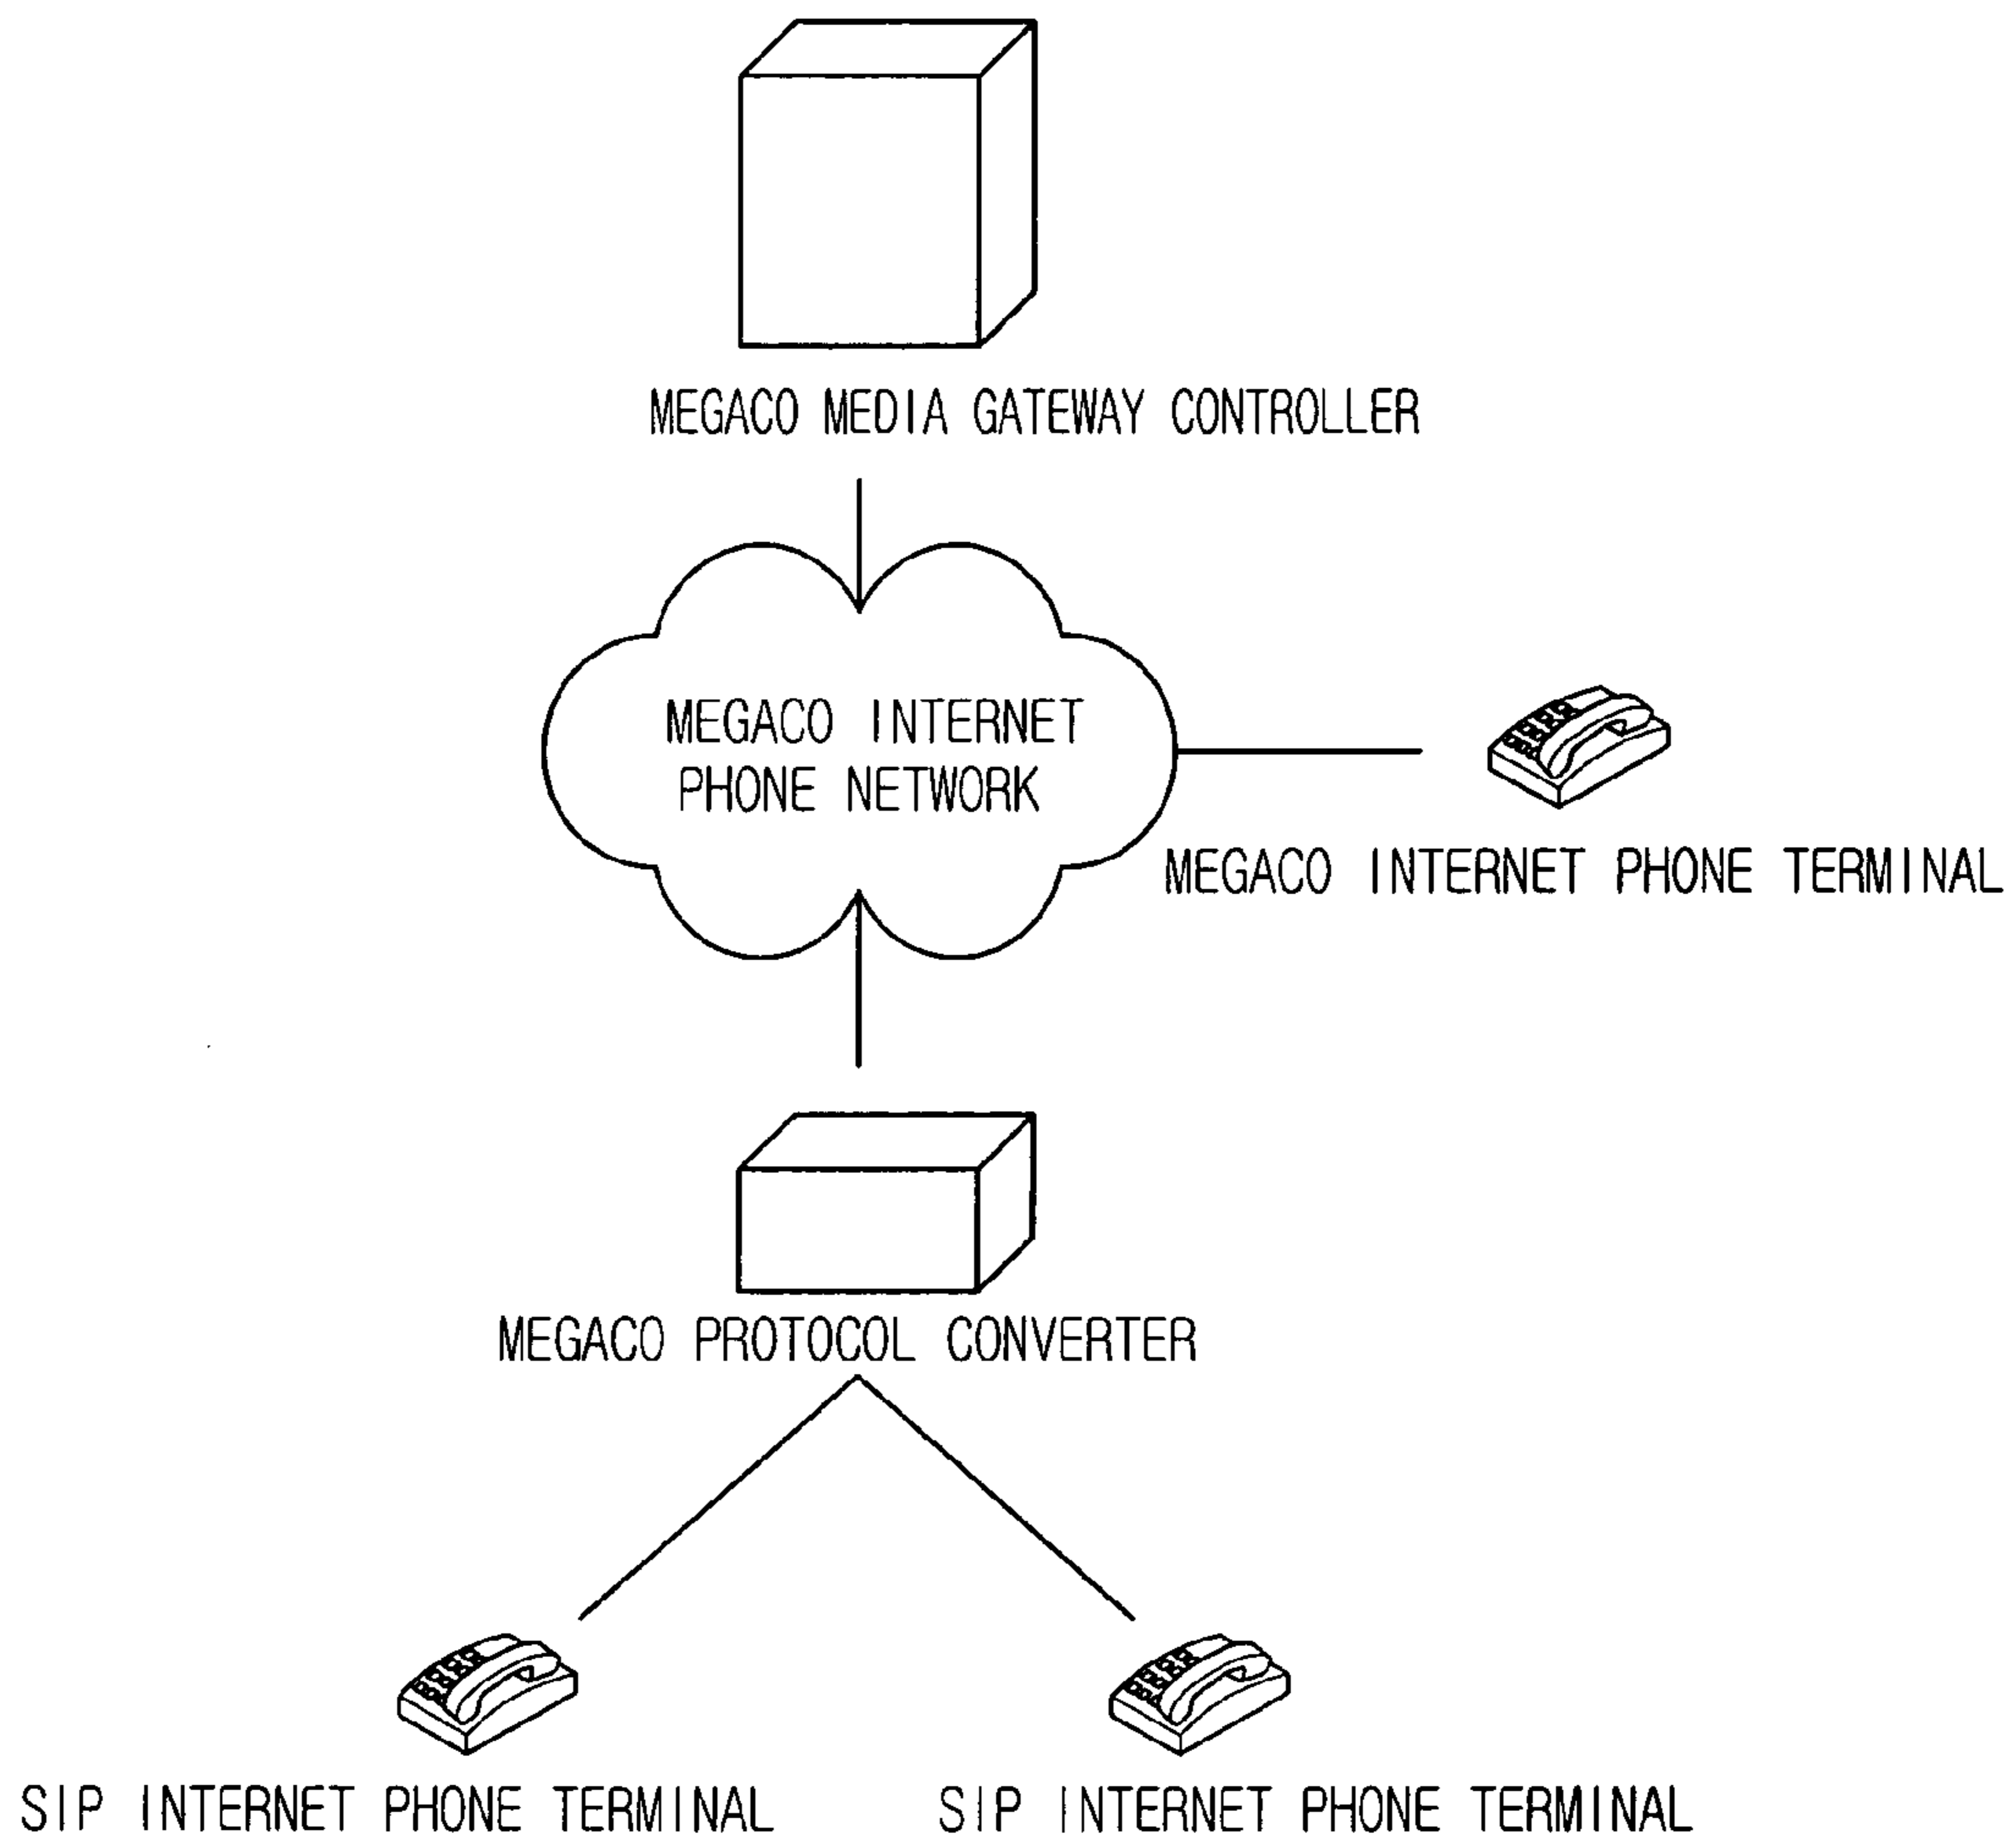 MEGACO MEDIA GATEWAY CONTROLLER
MEGACO INTERNET
PHONE NETWORK
MEGACO INTERNET PHONE TERMINAL
MEGACO PROTOCOL CONVERTER
SIP INTERNET PHONE TERMINAL
SIP INTERNET PHONE TERMINAL